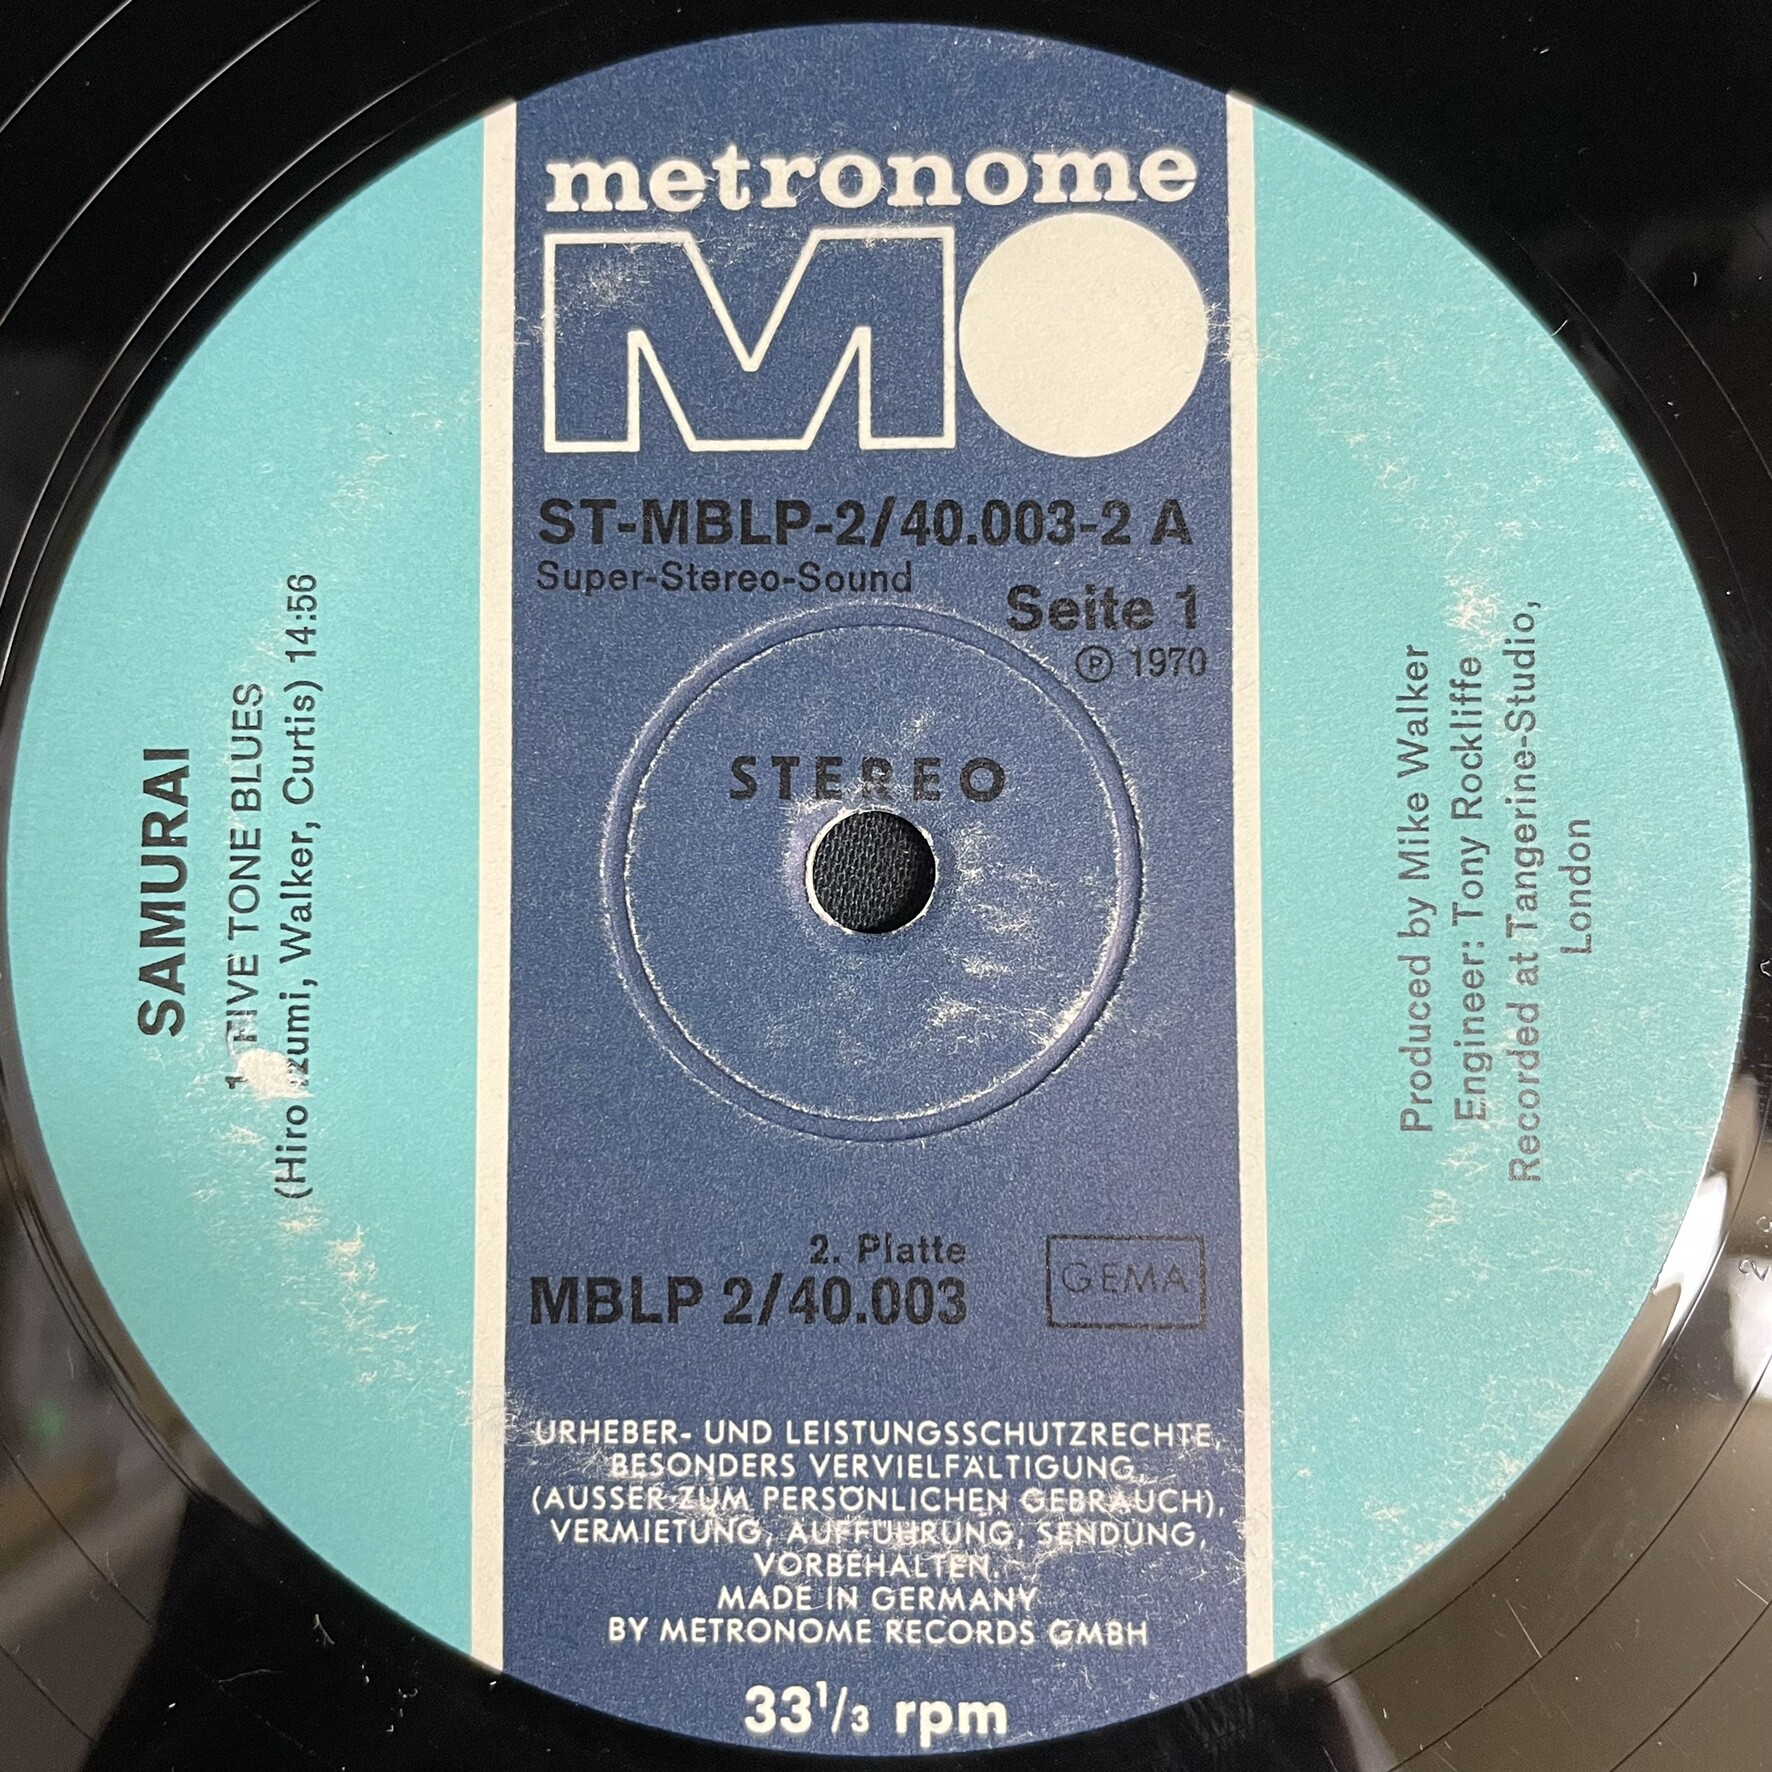 metronome
MO
ST-MBLP-2/40.003-2 A
Super-Stereo-Sound
Seite 1
℗ 1970
STEREO
2. Platte
MBLP 2/40.003
GEMA
URHEBER- UND LEISTUNGSSCHUTZRECHTE,
BESONDERS VERVIELFÄLTIGUNG
(AUSSER ZUM PERSÖNLICHEN GEBRAUCH),
VERMIETUNG, AUFFÜHRUNG, SENDUNG,
VORBEHALTEN.
MADE IN GERMANY
BY METRONOME RECORDS GMBH
33 1/3 rpm
SAMURAI
1. FIVE TONE BLUES
(Hiro Izumi, Walker, Curtis) 14:56
Produced by Mike Walker
Engineer: Tony Rockliffe
Recorded at Tangerine-Studio,
London